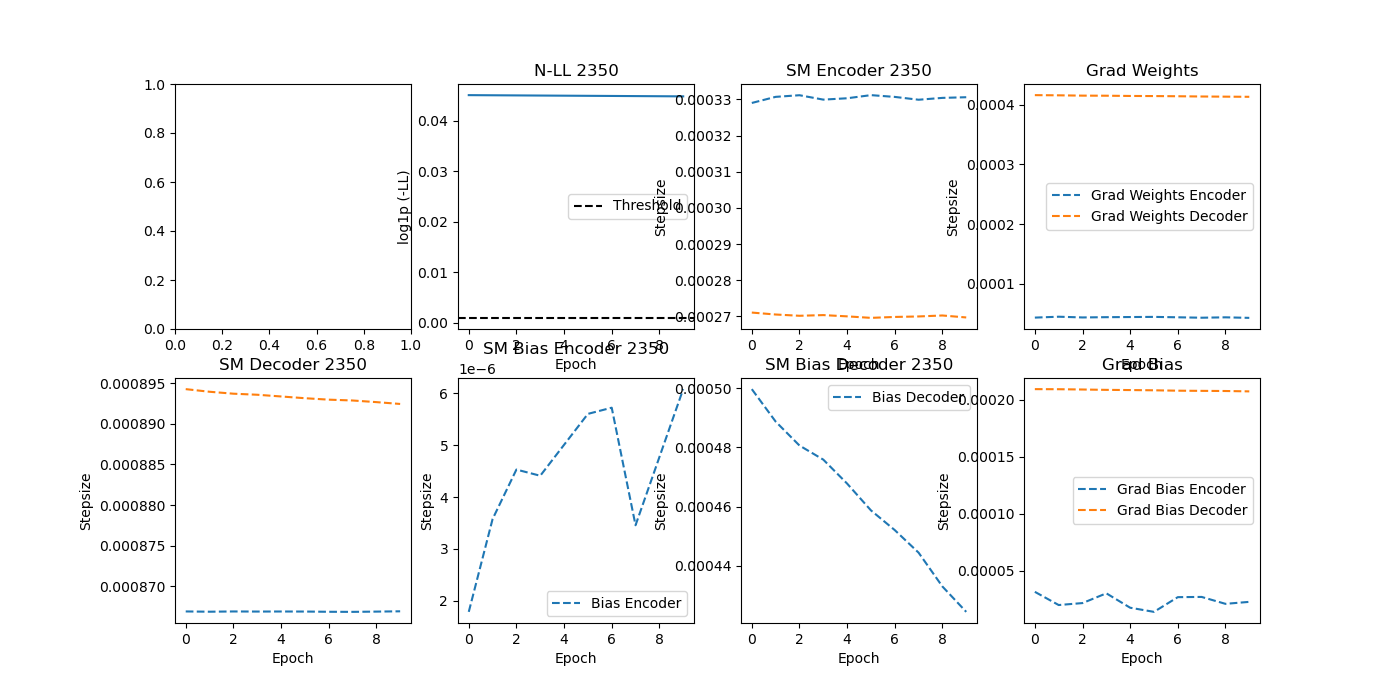 N-LL 2350
SM Encoder 2350
Grad Weights
1.0
0.8
0.6
0.4
0.2
0.0
0.0 0.2 0.4 0.6 0.8 1.0
log1p (-LL)
0.04
0.03
0.02
0.01
0.00
Threshold
0 2 4 6 8
Epoch
Stepsize
0.00033
0.00032
0.00031
0.00030
0.00029
0.00028
0.00027
0 2 4 6 8
Epoch
Stepsize
0.0004
0.0003
0.0002
0.0001
Grad Weights Encoder
Grad Weights Decoder
0 2 4 6 8
Epoch
SM Decoder 2350
SM Bias Encoder 2350
SM Bias Decoder 2350
Grad Bias
Stepsize
0.000895
0.000890
0.000885
0.000880
0.000875
0.000870
0 2 4 6 8
Epoch
1e−6
Stepsize
6
5
4
3
2
Bias Encoder
0 2 4 6 8
Epoch
Stepsize
0.00050
0.00048
0.00046
0.00044
Bias Decoder
0 2 4 6 8
Epoch
Stepsize
0.00020
0.00015
0.00010
0.00005
Grad Bias Encoder
Grad Bias Decoder
0 2 4 6 8
Epoch